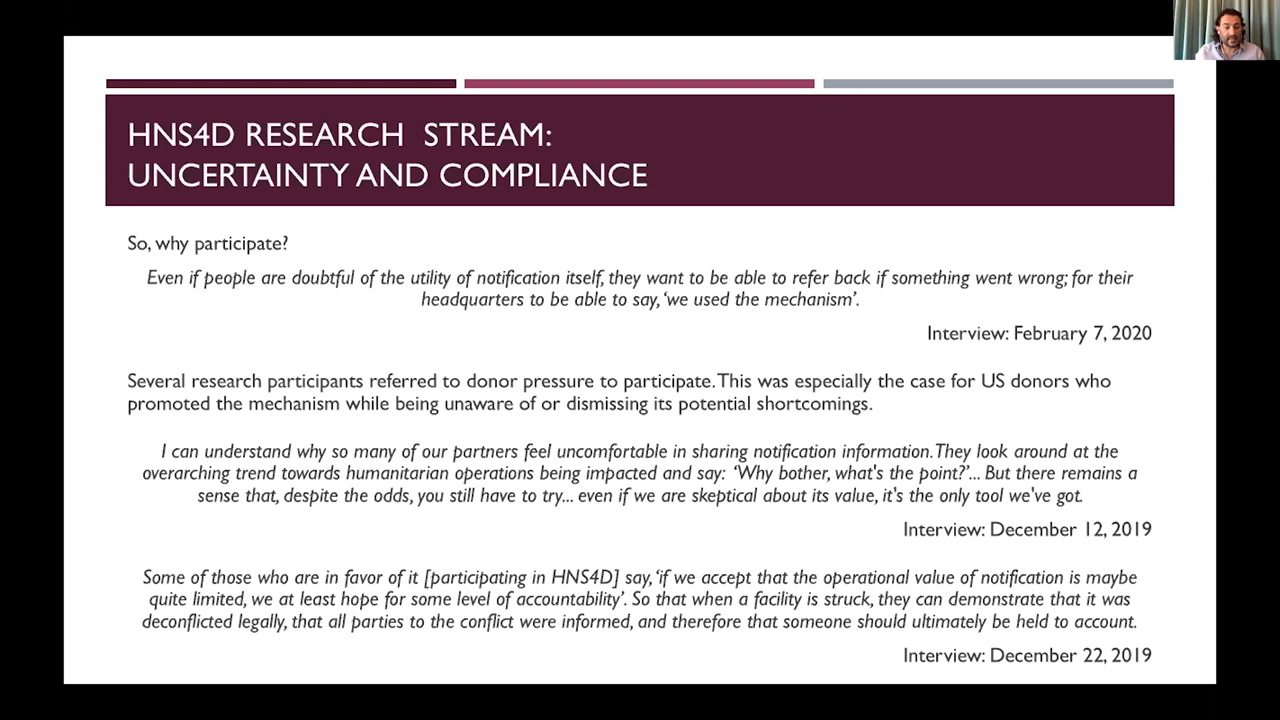 HNS4D RESEARCH STREAM:
UNCERTAINTY AND COMPLIANCE
So, why participate?
Even if people are doubtful of the utility of notification itself, they want to be able to refer back if something went wrong; for their
headquarters to be able to say, ‘we used the mechanism’.
Interview: February 7, 2020
Several research participants referred to donor pressure to participate. This was especially the case for US donors who
promoted the mechanism while being unaware of or dismissing its potential shortcomings.
I can understand why so many of our partners feel uncomfortable in sharing notification information. They look around at the
overarching trend towards humanitarian operations being impacted and say: ‘Why bother, what's the point?’... But there remains a
sense that, despite the odds, you still have to try... even if we are skeptical about its value, it's the only tool we've got.
Interview: December 12, 2019
Some of those who are in favor of it [participating in HNS4D] say, ‘if we accept that the operational value of notification is maybe
quite limited, we at least hope for some level of accountability’. So that when a facility is struck, they can demonstrate that it was
deconflicted legally, that all parties to the conflict were informed, and therefore that someone should ultimately be held to account.
Interview: December 22, 2019